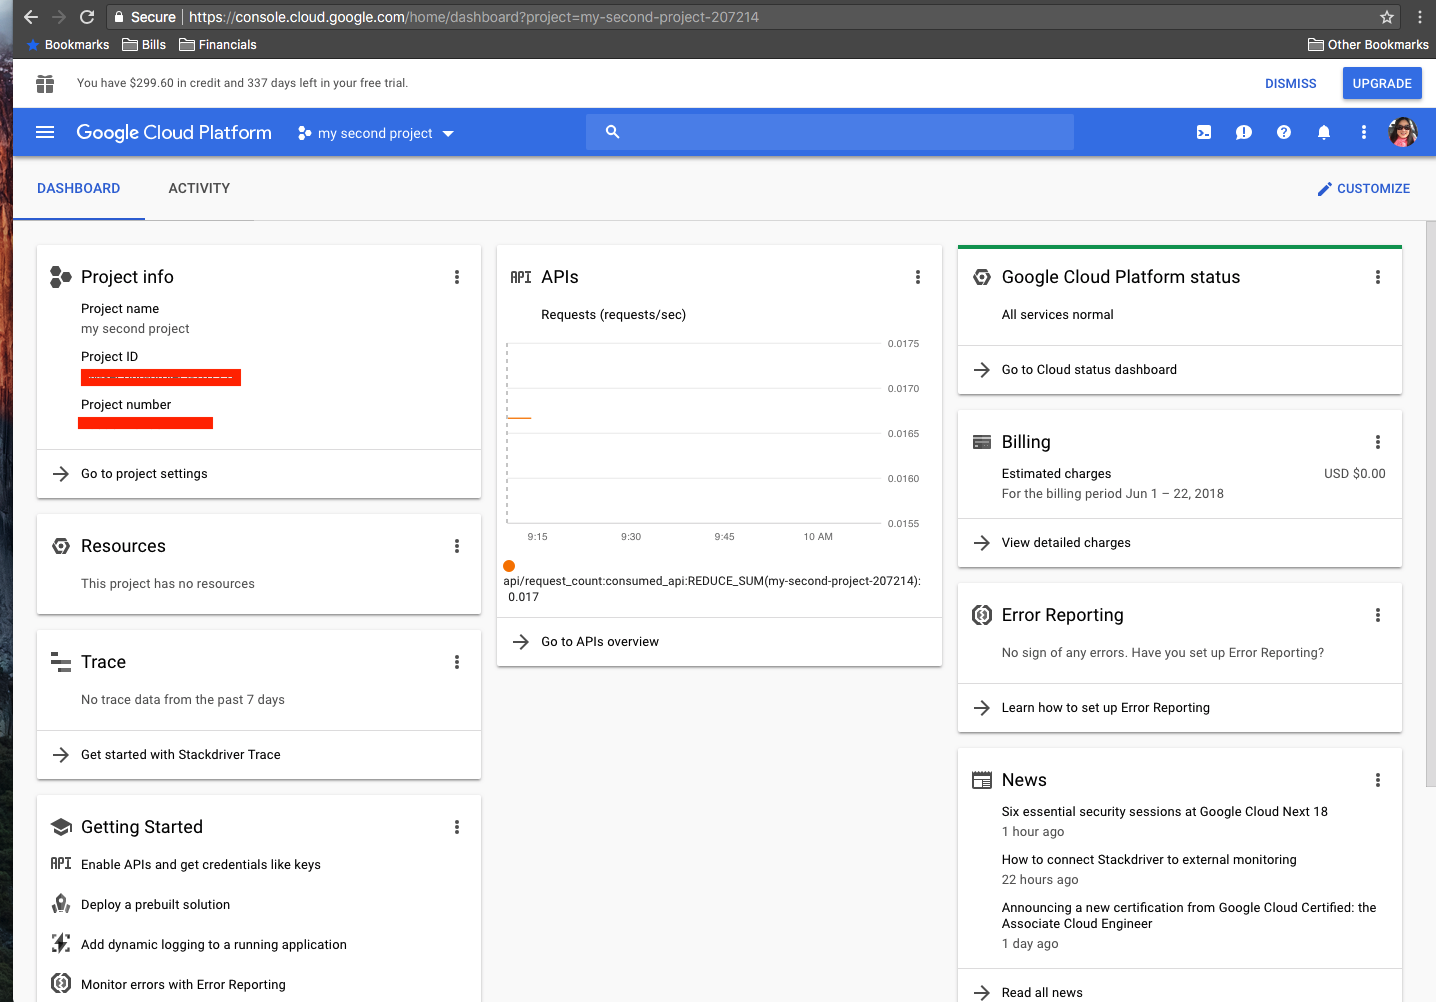 Secure | https://console.cloud.google.com/home/dashboard?project=my-second-project-207214
Bookmarks Bills Financials Other Bookmarks
You have $299.60 in credit and 337 days left in your free trial. DISMISS UPGRADE
Google Cloud Platform my second project
DASHBOARD ACTIVITY CUSTOMIZE
Project info
Project name
my second project
Project ID
Project number
Go to project settings
Resources
This project has no resources
Trace
No trace data from the past 7 days
Get started with Stackdriver Trace
Getting Started
API Enable APIs and get credentials like keys
Deploy a prebuilt solution
Add dynamic logging to a running application
Monitor errors with Error Reporting
API APIs
Requests (requests/sec)
0.0175
0.0170
0.0165
0.0160
0.0155
9:15 9:30 9:45 10 AM
api/request_count:consumed_api:REDUCE_SUM(my-second-project-207214):
0.017
Go to APIs overview
Google Cloud Platform status
All services normal
Go to Cloud status dashboard
Billing
Estimated charges USD $0.00
For the billing period Jun 1 – 22, 2018
View detailed charges
Error Reporting
No sign of any errors. Have you set up Error Reporting?
Learn how to set up Error Reporting
News
Six essential security sessions at Google Cloud Next 18
1 hour ago
How to connect Stackdriver to external monitoring
22 hours ago
Announcing a new certification from Google Cloud Certified: the
Associate Cloud Engineer
1 day ago
Read all news